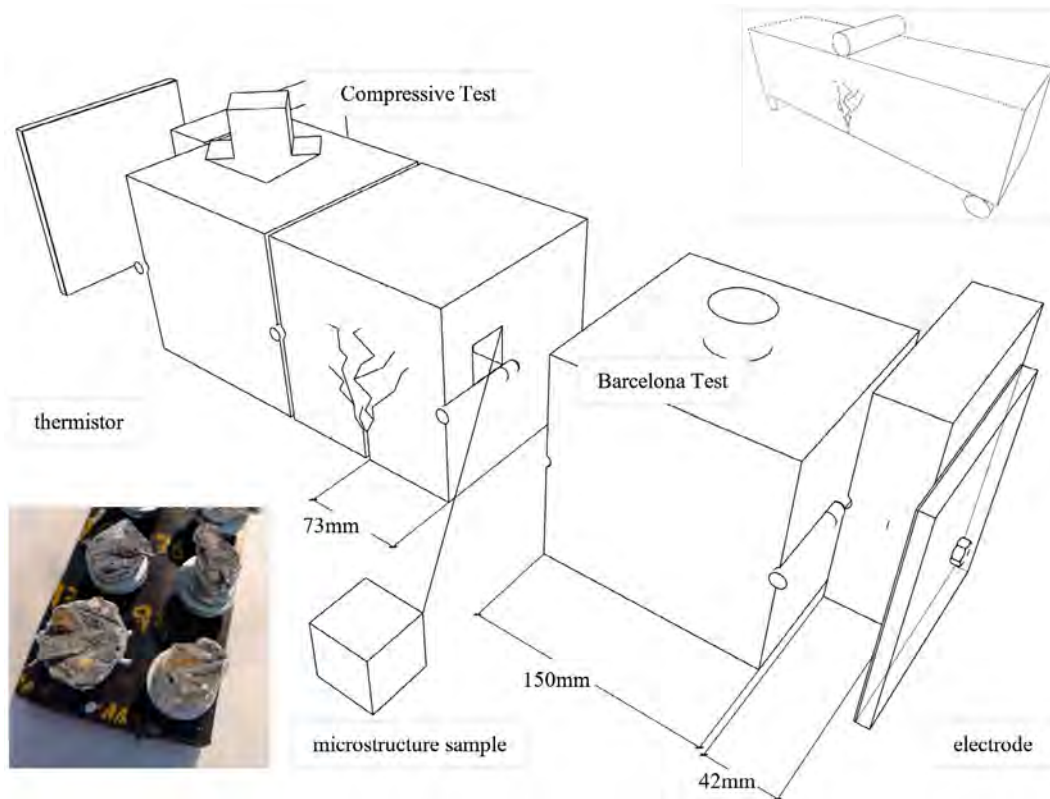 Compressive Test
Barcelona Test
thermistor
73mm
150mm
microstructure sample
electrode
42mm